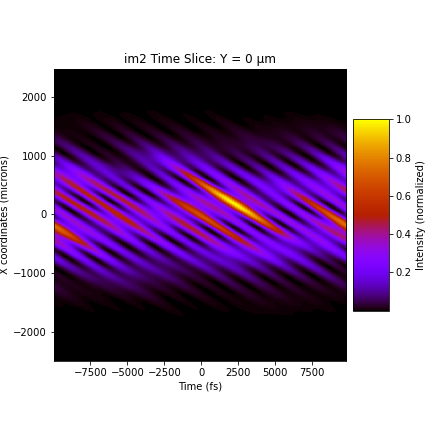 im2 Time Slice: Y = 0 μm
2000
1000
0
−1000
−2000
X coordinates (microns)
−7500 −5000 −2500 0 2500 5000 7500
Time (fs)
1.0
0.8
0.6
0.4
0.2
Intensity (normalized)